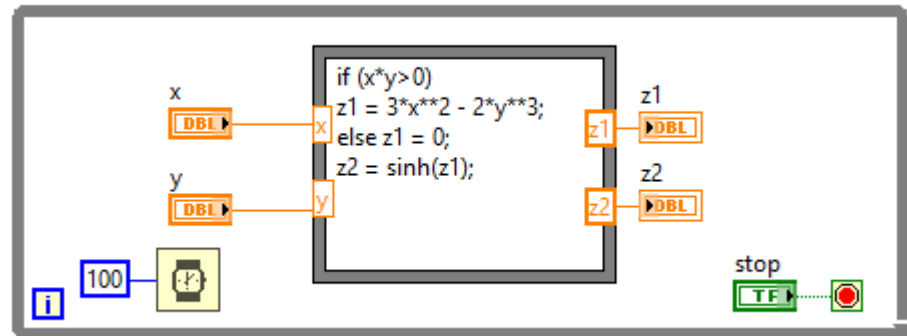 x
DBL
y
DBL
100
i
x
y
if (x*y>0)
z1 = 3*x**2 - 2*y**3;
else z1 = 0;
z2 = sinh(z1);
z1
z2
z1
DBL
z2
DBL
stop
TF